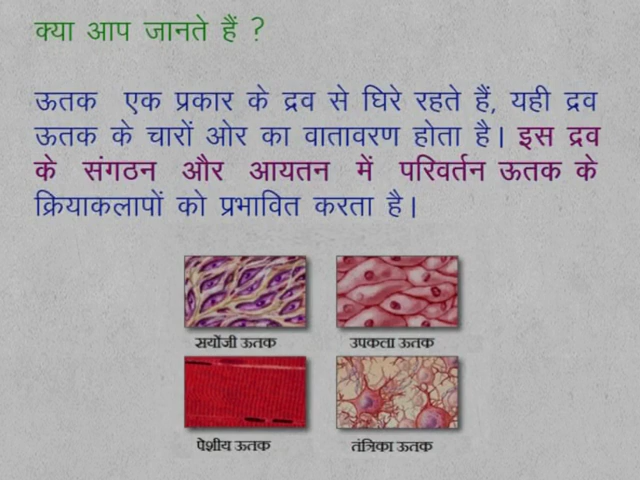 क्या आप जानते हैं ?
ऊतक एक प्रकार के द्रव से घिरे रहते हैं, यही द्रव
ऊतक के चारों ओर का वातावरण होता है। इस द्रव
के संगठन और आयतन में परिवर्तन ऊतक के
क्रियाकलापों को प्रभावित करता है।
सयोंजी ऊतक
उपकला ऊतक
पेशीय ऊतक
तंत्रिका ऊतक